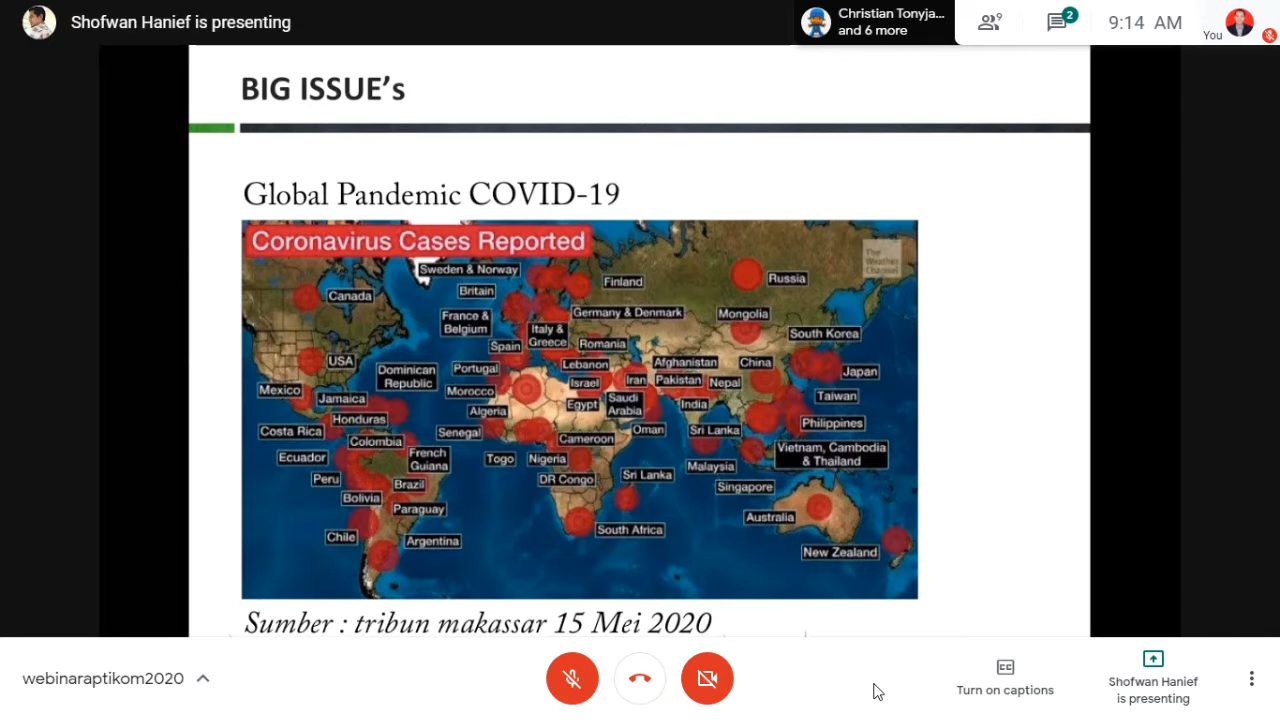 Shofwan Hanief is presenting
Christian Tonyja...
and 6 more
9
2
9:14 AM
You
BIG ISSUE's
Global Pandemic COVID-19
Coronavirus Cases Reported
The
Weather
Channel
Sweden & Norway
Finland
Russia
Canada
Britain
France &
Belgium
Germany & Denmark
Mongolia
Italy &
Greece
Spain
Romania
South Korea
USA
Dominican
Republic
Portugal
Lebanon
Afghanistan
China
Japan
Mexico
Jamaica
Morocco
Israel
Iran
Pakistan
Nepal
Taiwan
Honduras
Algeria
Egypt
Saudi
Arabia
India
Philippines
Costa Rica
Colombia
Senegal
Cameroon
Oman
Sri Lanka
Vietnam, Cambodia
& Thailand
Ecuador
French
Guiana
Togo
Nigeria
Malaysia
Peru
Brazil
DR Congo
Sri Lanka
Singapore
Bolivia
Paraguay
Australia
Chile
Argentina
South Africa
New Zealand
Sumber : tribun makassar 15 Mei 2020
webinaraptikom2020
CC
Turn on captions
Shofwan Hanief
is presenting